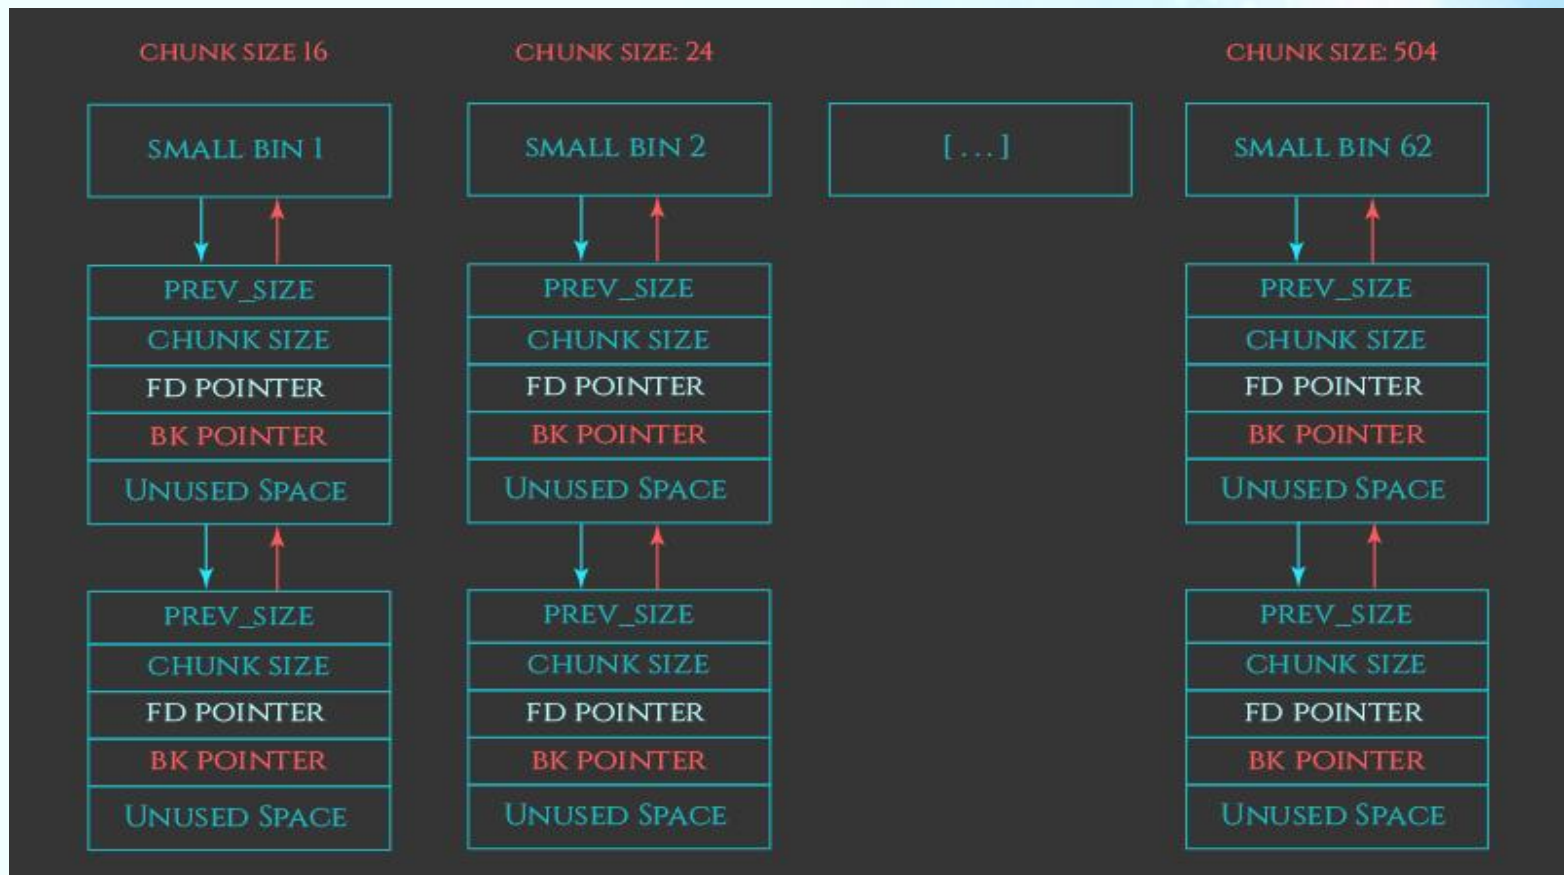 CHUNK SIZE 16
CHUNK SIZE: 24
CHUNK SIZE: 504
SMALL BIN 1
SMALL BIN 2
[ . . . ]
SMALL BIN 62
PREV_SIZE
CHUNK SIZE
FD POINTER
BK POINTER
UNUSED SPACE
PREV_SIZE
CHUNK SIZE
FD POINTER
BK POINTER
UNUSED SPACE
PREV_SIZE
CHUNK SIZE
FD POINTER
BK POINTER
UNUSED SPACE
PREV_SIZE
CHUNK SIZE
FD POINTER
BK POINTER
UNUSED SPACE
PREV_SIZE
CHUNK SIZE
FD POINTER
BK POINTER
UNUSED SPACE
PREV_SIZE
CHUNK SIZE
FD POINTER
BK POINTER
UNUSED SPACE